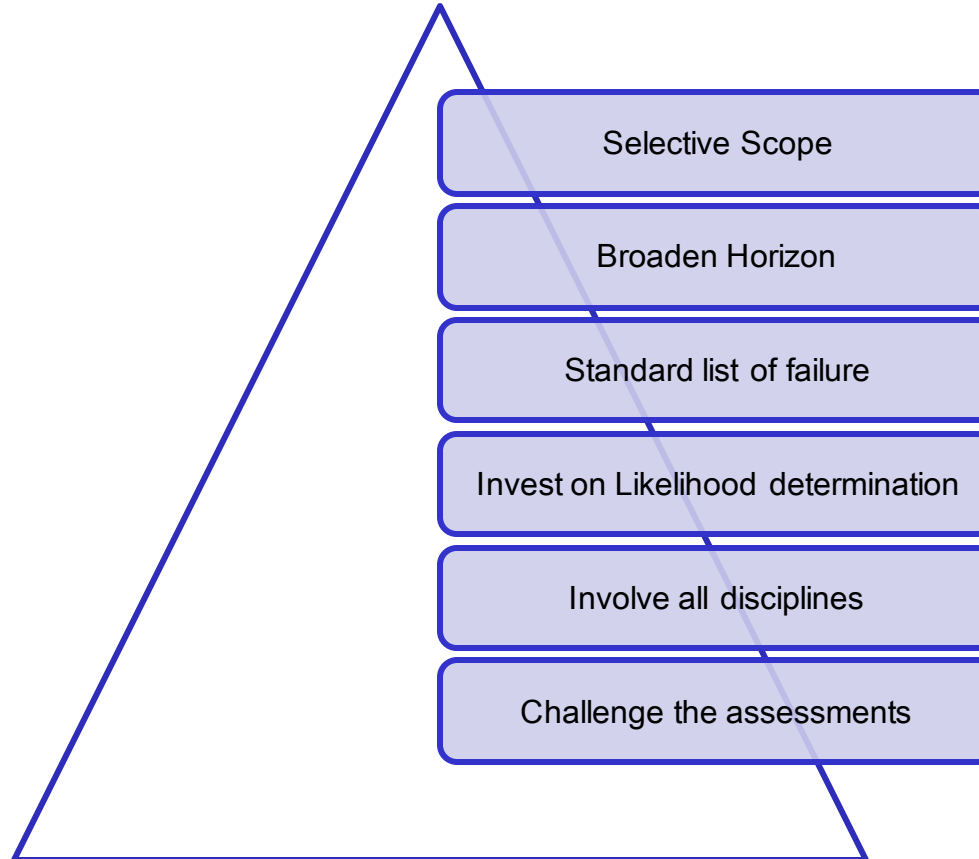 Selective Scope
Broaden Horizon
Standard list of failure
Invest on Likelihood determination
Involve all disciplines
Challenge the assessments